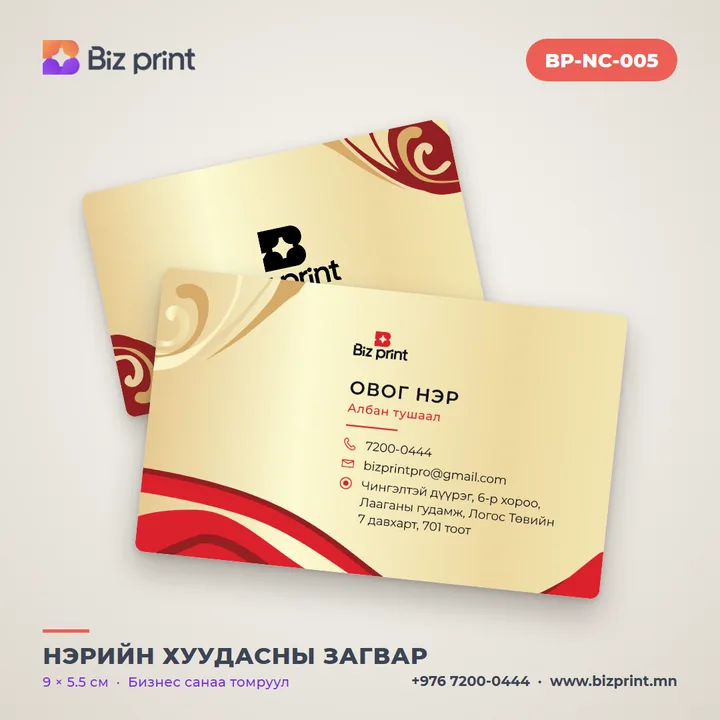 Biz print
BP-NC-005
print
Biz print
ОВОГ НЭР
Албан тушаал
7200-0444
bizprintpro@gmail.com
Чингэлтэй дүүрэг, 6-р хороо,
Лааганы гудамж, Логос Төвийн
7 давхарт, 701 тоот
НЭРИЙН ХУУДАСНЫ ЗАГВАР
9 × 5.5 см · Бизнес санаа томруул
+976 7200-0444 · www.bizprint.mn